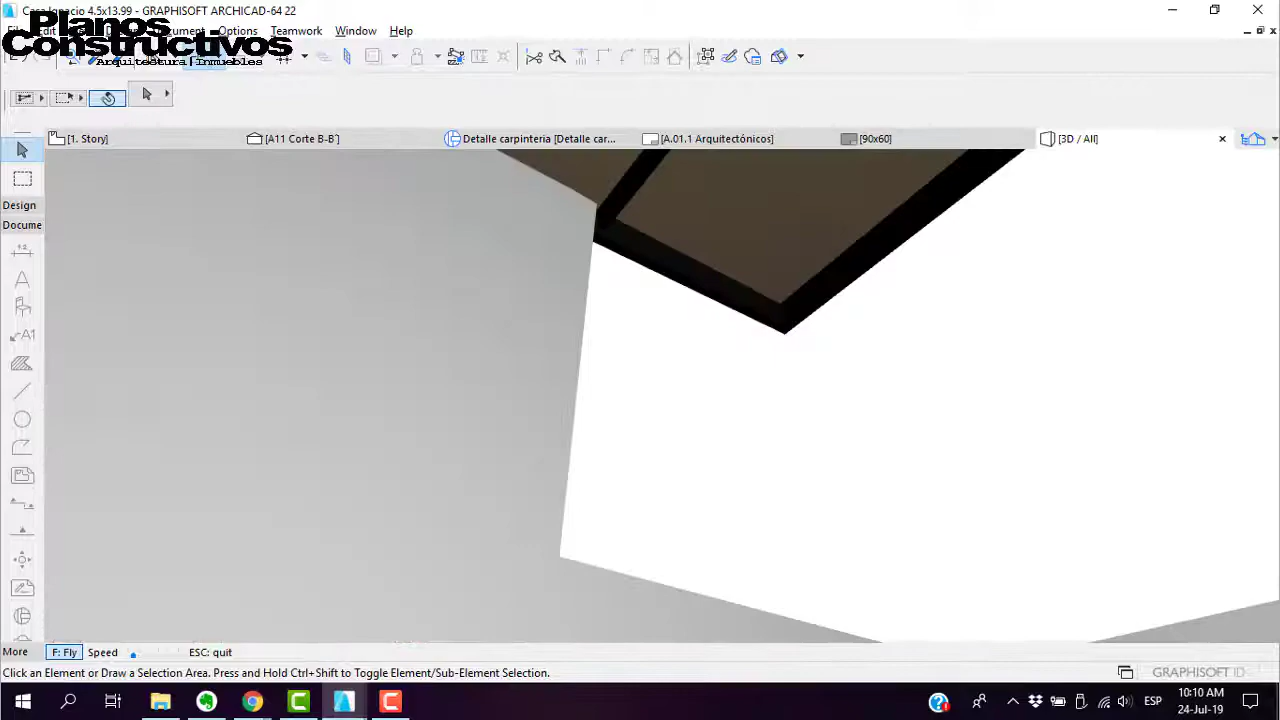 Casa Ignacio 4.5x13.99 - GRAPHISOFT ARCHICAD-64 22
Planos
Constructivos
Arquitectura|Inmuebles
Options Teamwork Window Help
[1. Story]
[A11 Corte B-B']
Detalle carpinteria [Detalle car...
[A.01.1 Arquitectónicos]
[90x60]
[3D / All]
Design
Docume
1.2
A
A1
More
F: Fly
Speed
ESC: quit
Click an Element or Draw a Selection Area. Press and Hold Ctrl+Shift to Toggle Element/Sub-Element Selection.
GRAPHISOFT ID
ESP
10:10 AM
24-Jul-19